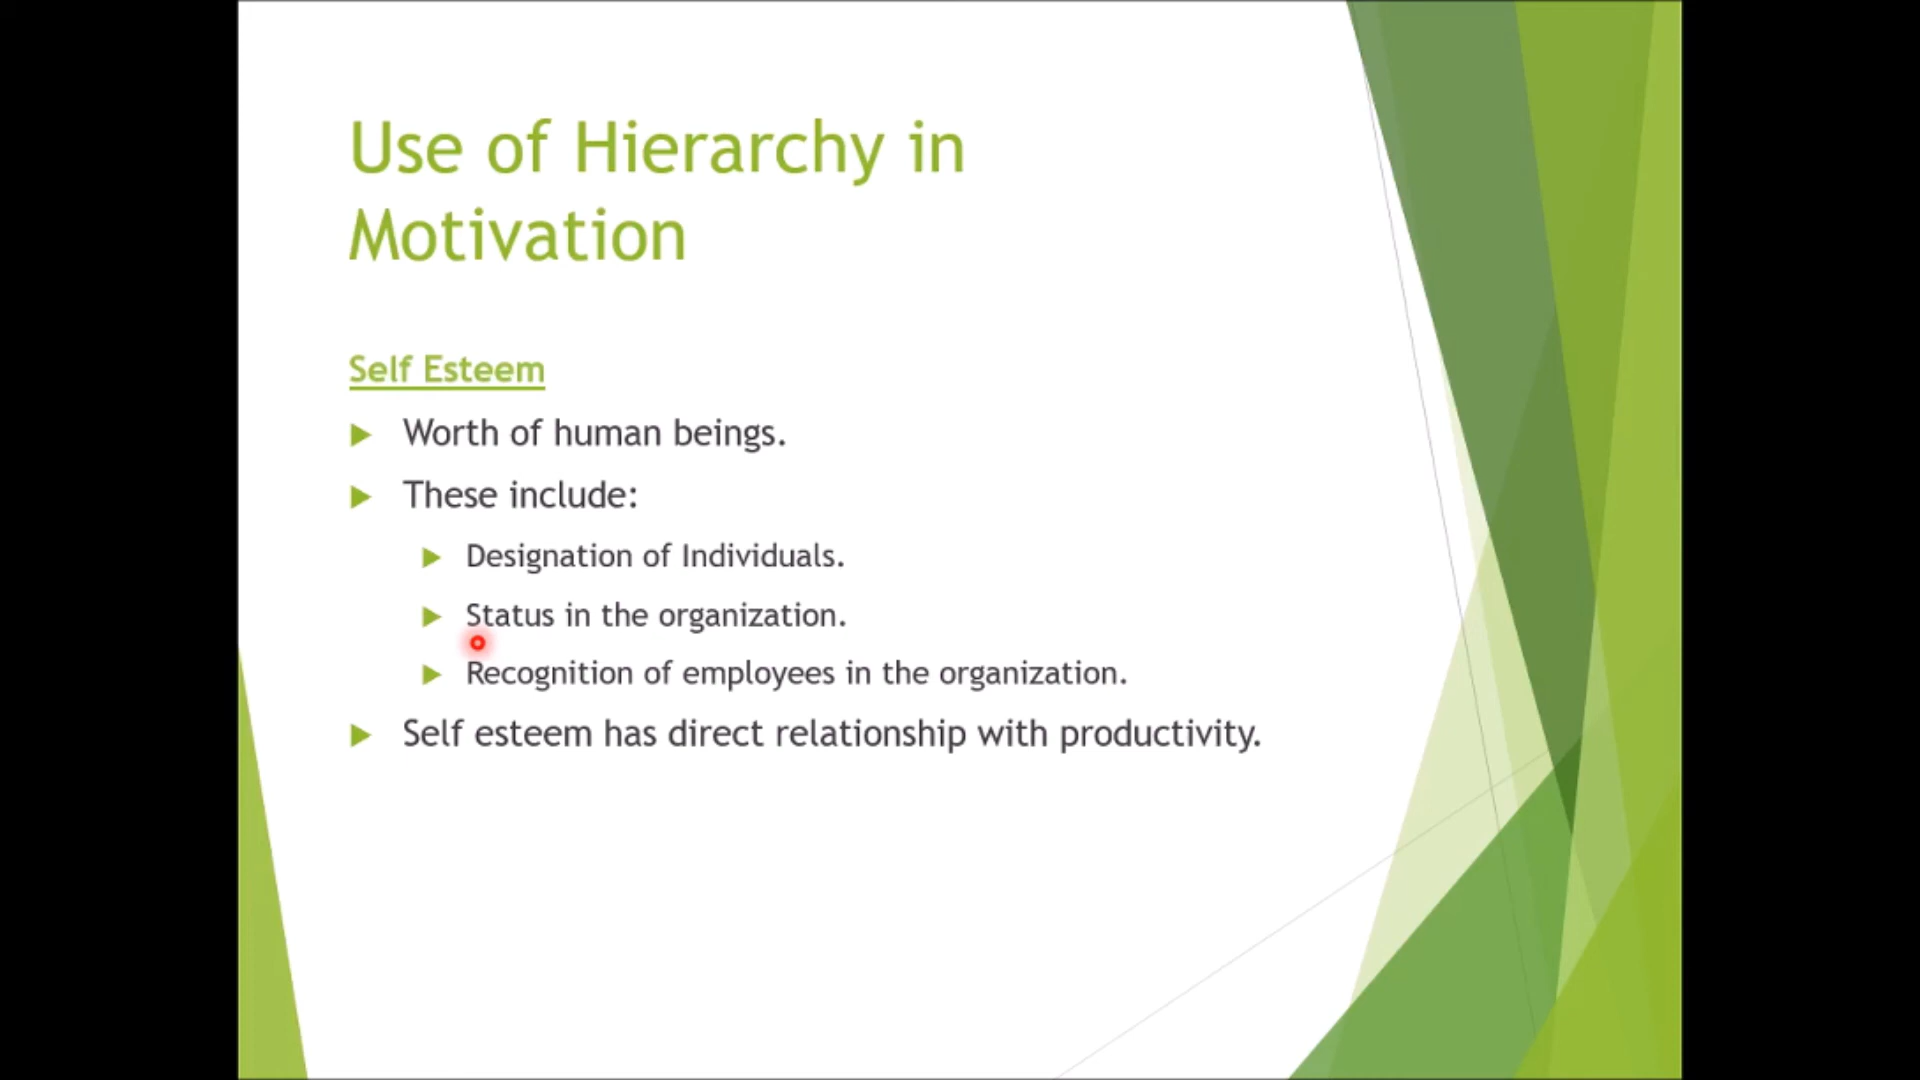 Use of Hierarchy in
Motivation
Self Esteem
Worth of human beings.
These include:
Designation of Individuals.
Status in the organization.
Recognition of employees in the organization.
Self esteem has direct relationship with productivity.